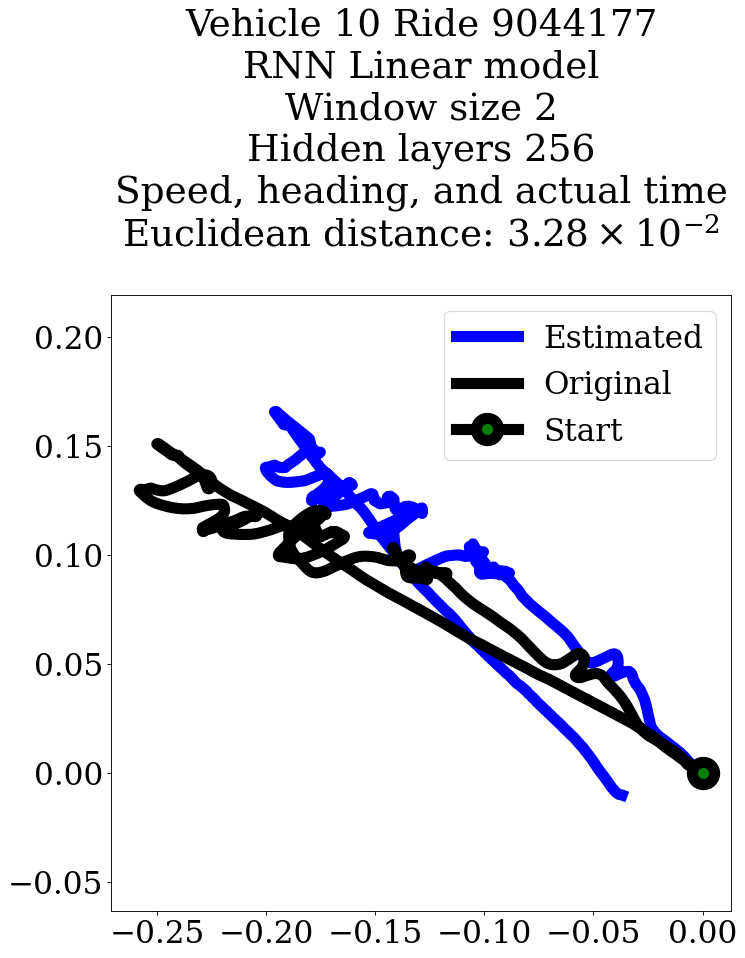 Vehicle 10 Ride 9044177
RNN Linear model
Window size 2
Hidden layers 256
Speed, heading, and actual time
Euclidean distance: 3.28 × 10⁻²
Estimated
Original
Start
0.20
0.15
0.10
0.05
0.00
−0.05
−0.25 −0.20 −0.15 −0.10 −0.05 0.00